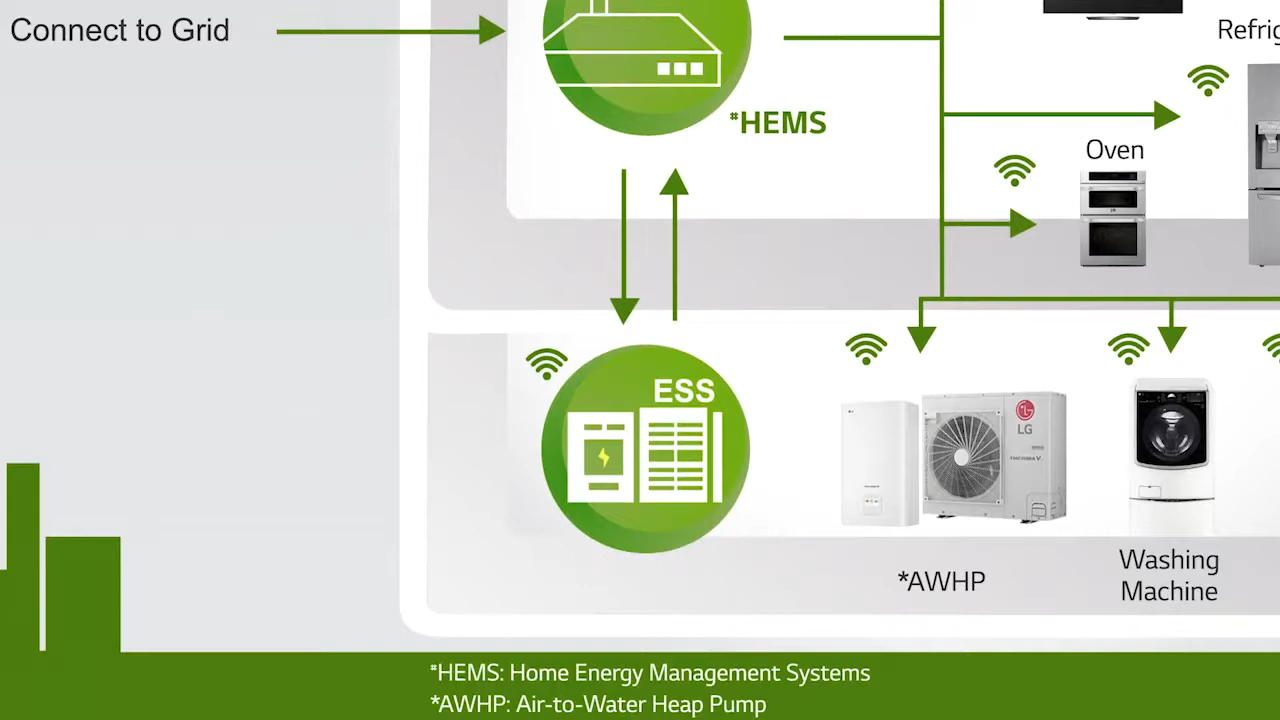 Connect to Grid
Refrig
#HEMS
Oven
ESS
LG
THERMA V
*AWHP
Washing
Machine
*HEMS: Home Energy Management Systems
*AWHP: Air-to-Water Heap Pump